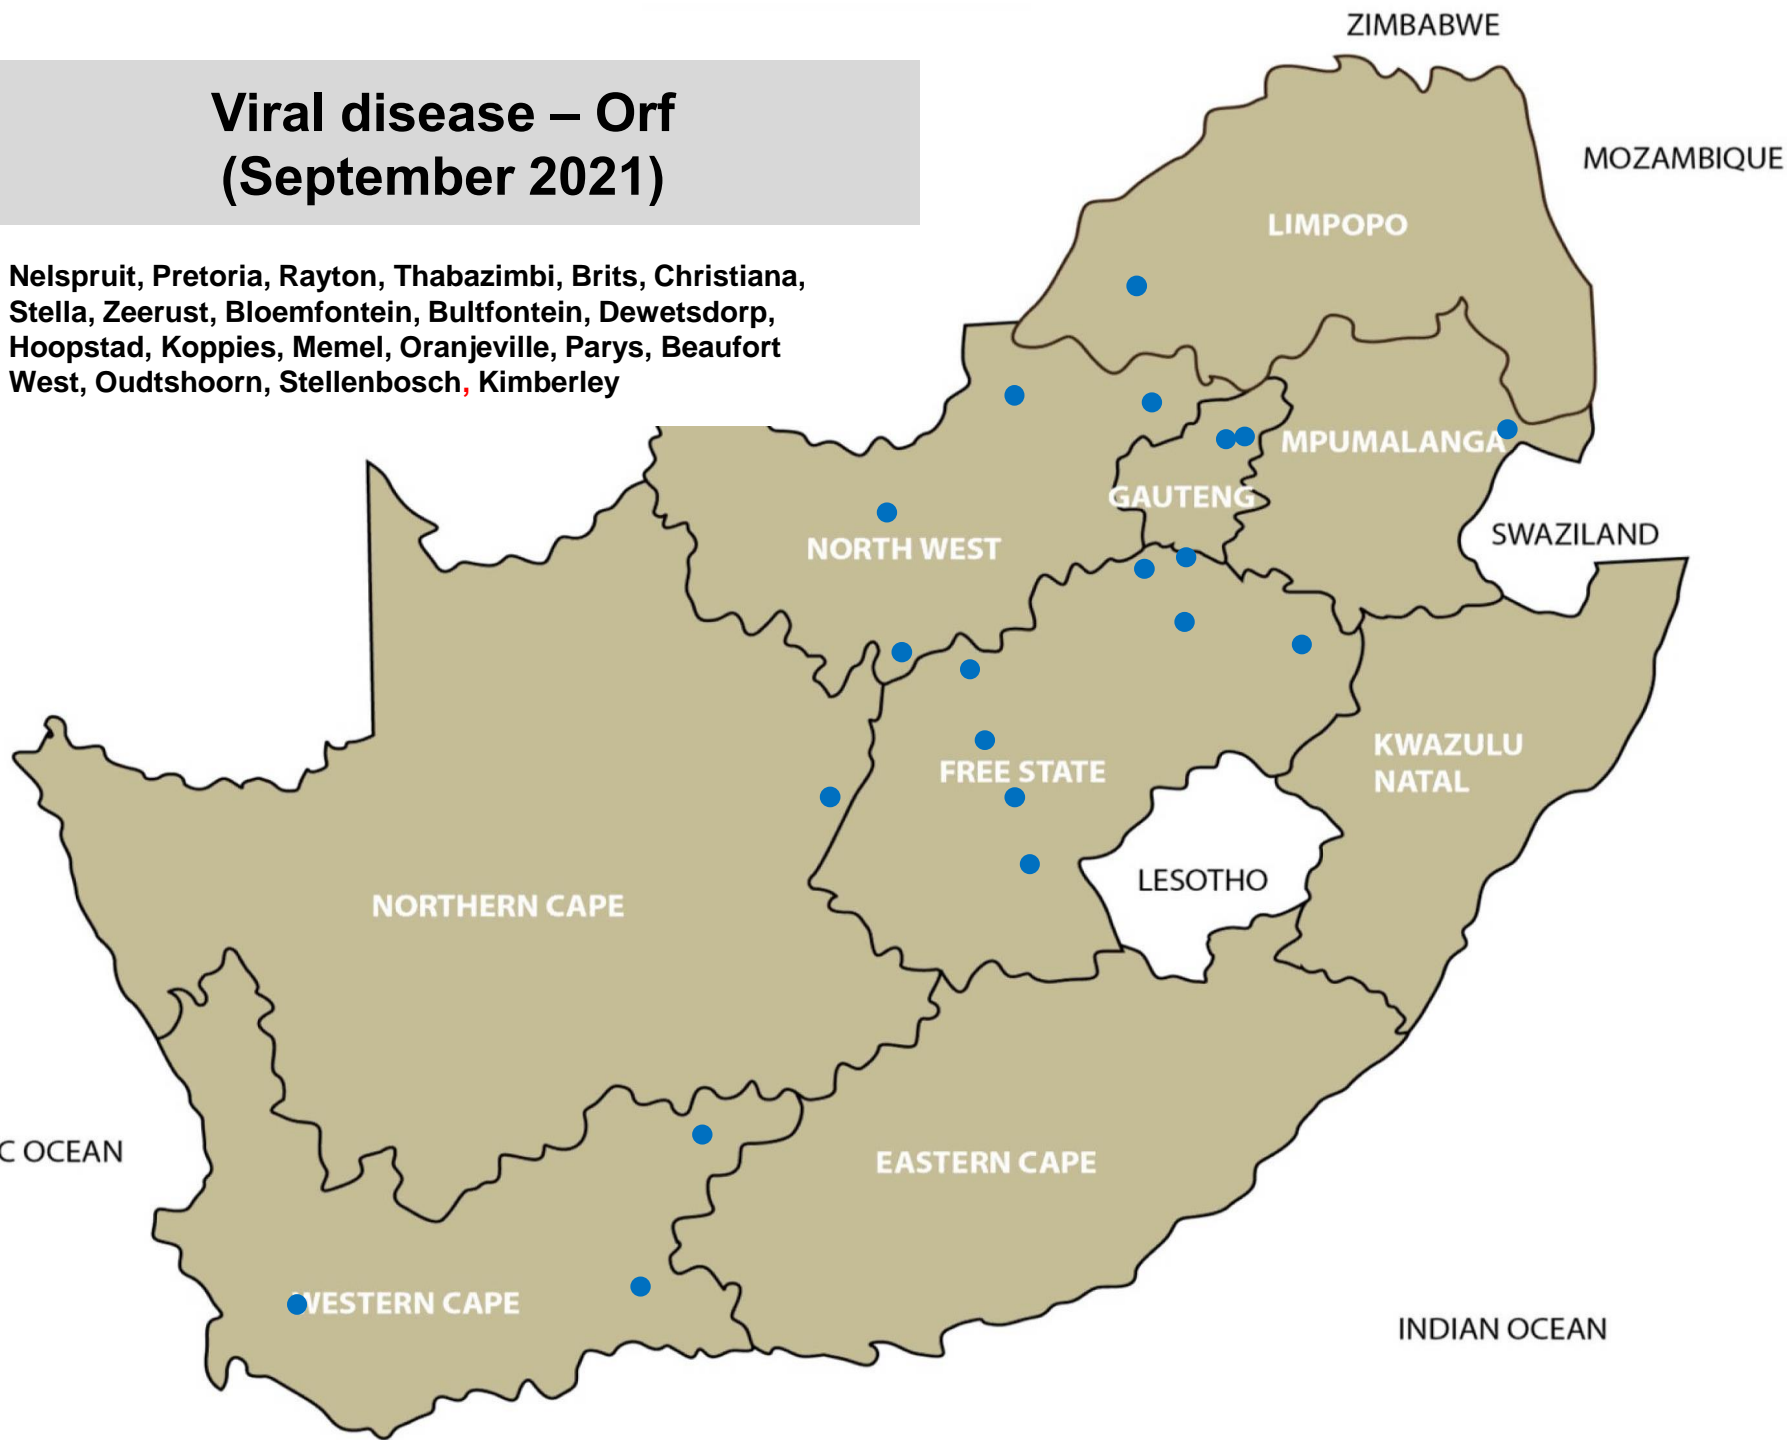 ZIMBABWE
Viral disease – Orf
(September 2021)
MOZAMBIQUE
LIMPOPO
Nelspruit, Pretoria, Rayton, Thabazimbi, Brits, Christiana,
Stella, Zeerust, Bloemfontein, Bultfontein, Dewetsdorp,
Hoopstad, Koppies, Memel, Oranjeville, Parys, Beaufort
West, Oudtshoorn, Stellenbosch, Kimberley
MPUMALANGA
GAUTENG
SWAZILAND
NORTH WEST
KWAZULU
NATAL
FREE STATE
LESOTHO
NORTHERN CAPE
C OCEAN
EASTERN CAPE
WESTERN CAPE
INDIAN OCEAN